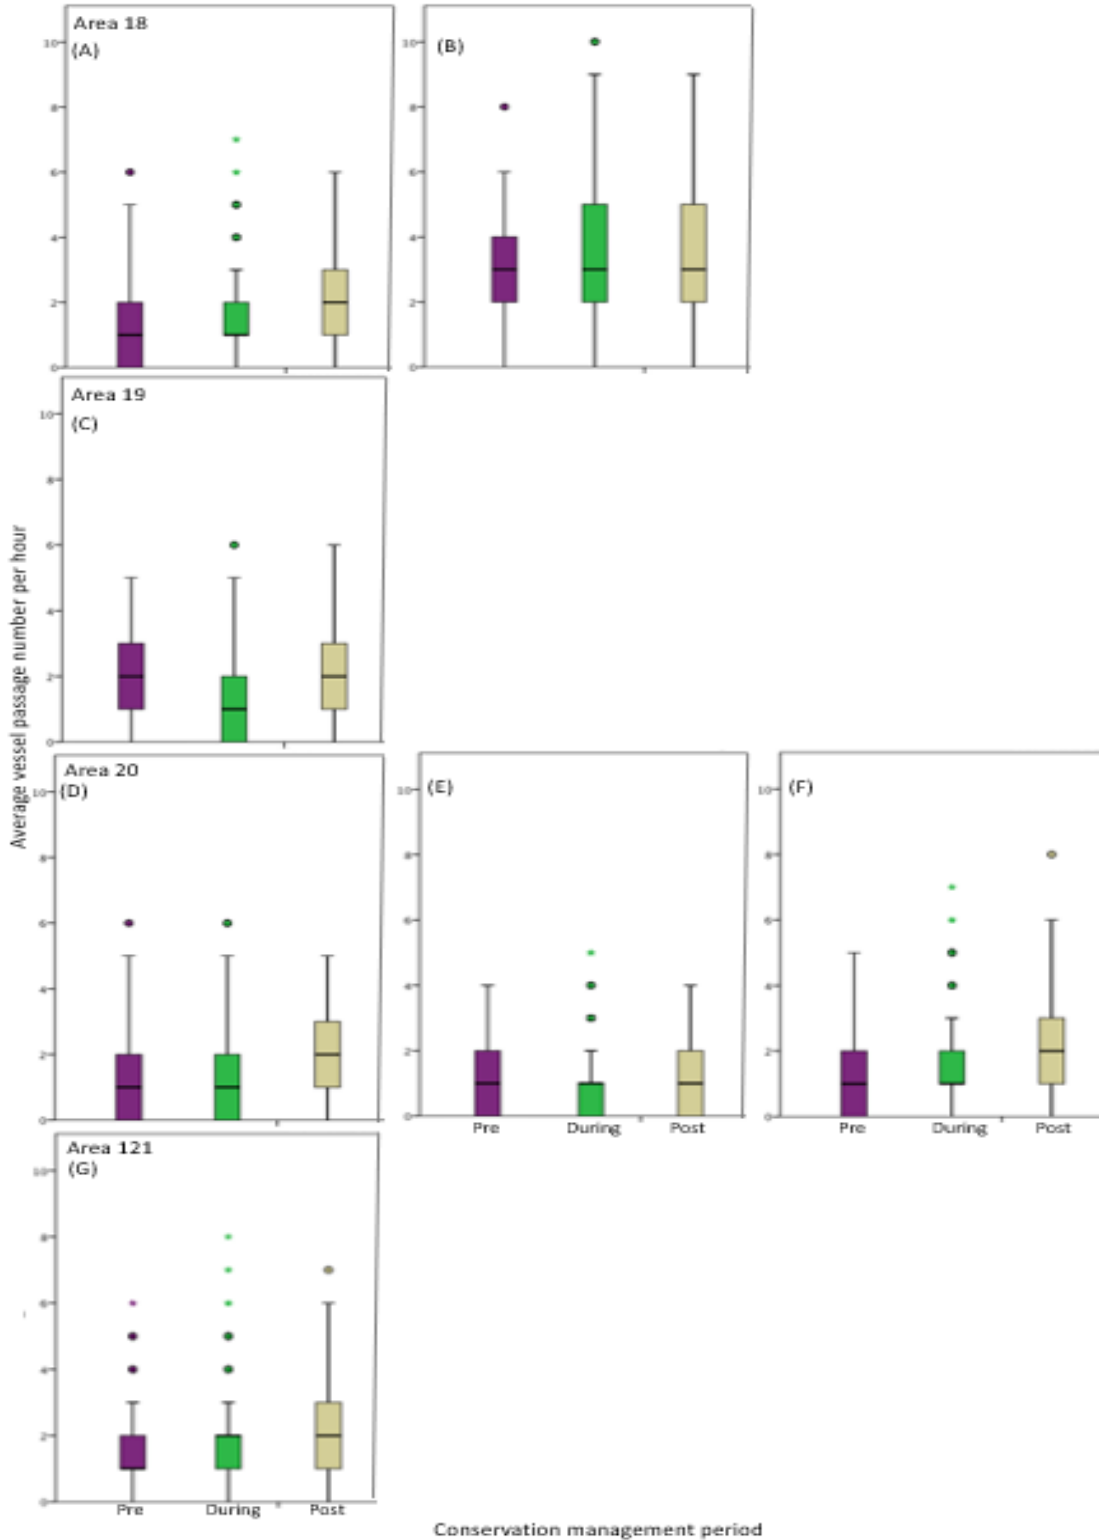 Area 18
(A)
(B)
10
8
6
4
2
0
10
8
6
4
2
0
Area 19
(C)
10
8
6
4
2
0
Average vessel passage number per hour
Area 20
(D)
(E)
(F)
10
8
6
4
2
0
10
8
6
4
2
0
10
8
6
4
2
0
Pre During Post
Pre During Post
Area 121
(G)
10
8
6
4
2
0
Pre During Post
Conservation management period